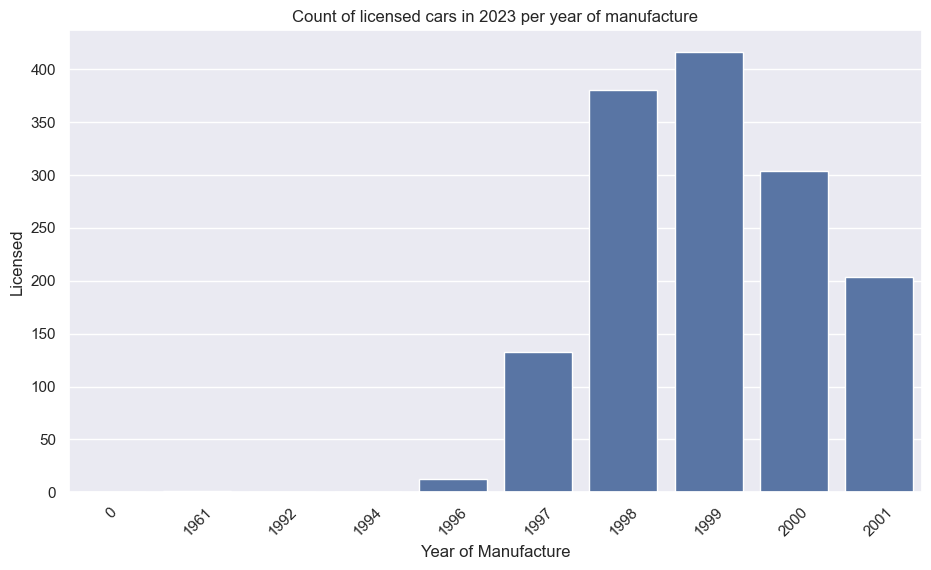 Count of licensed cars in 2023 per year of manufacture
Licensed
400
350
300
250
200
150
100
50
0
0 1961 1992 1994 1996 1997 1998 1999 2000 2001
Year of Manufacture